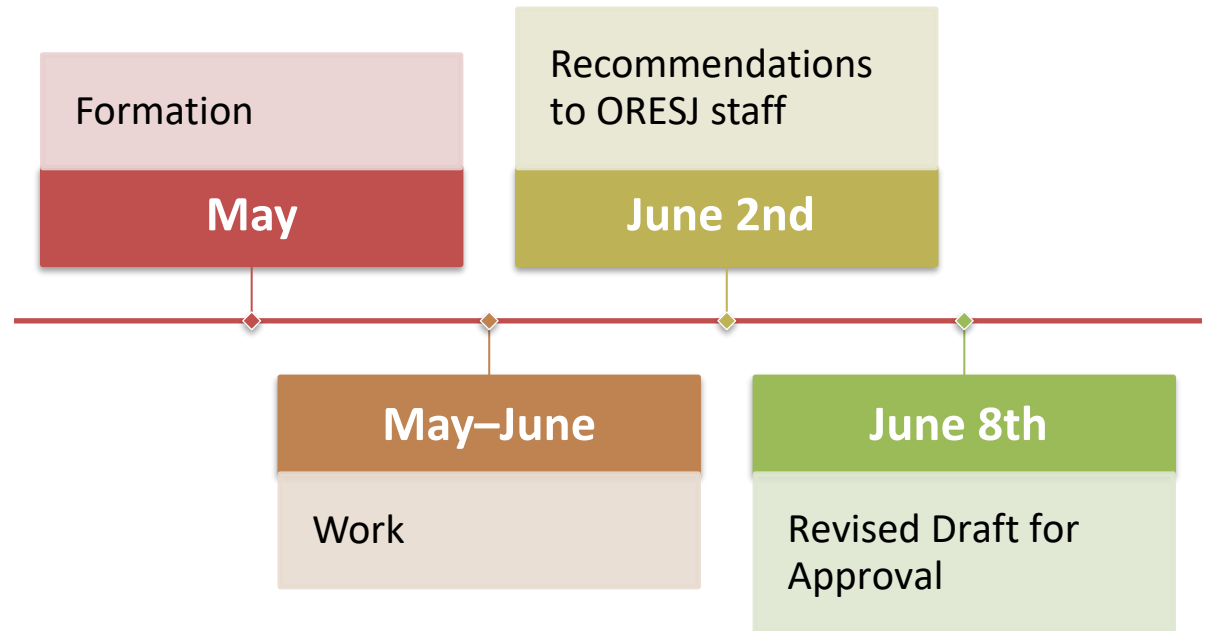 Formation
May
Recommendations
to ORESJ staff
June 2nd
May–June
Work
June 8th
Revised Draft for
Approval